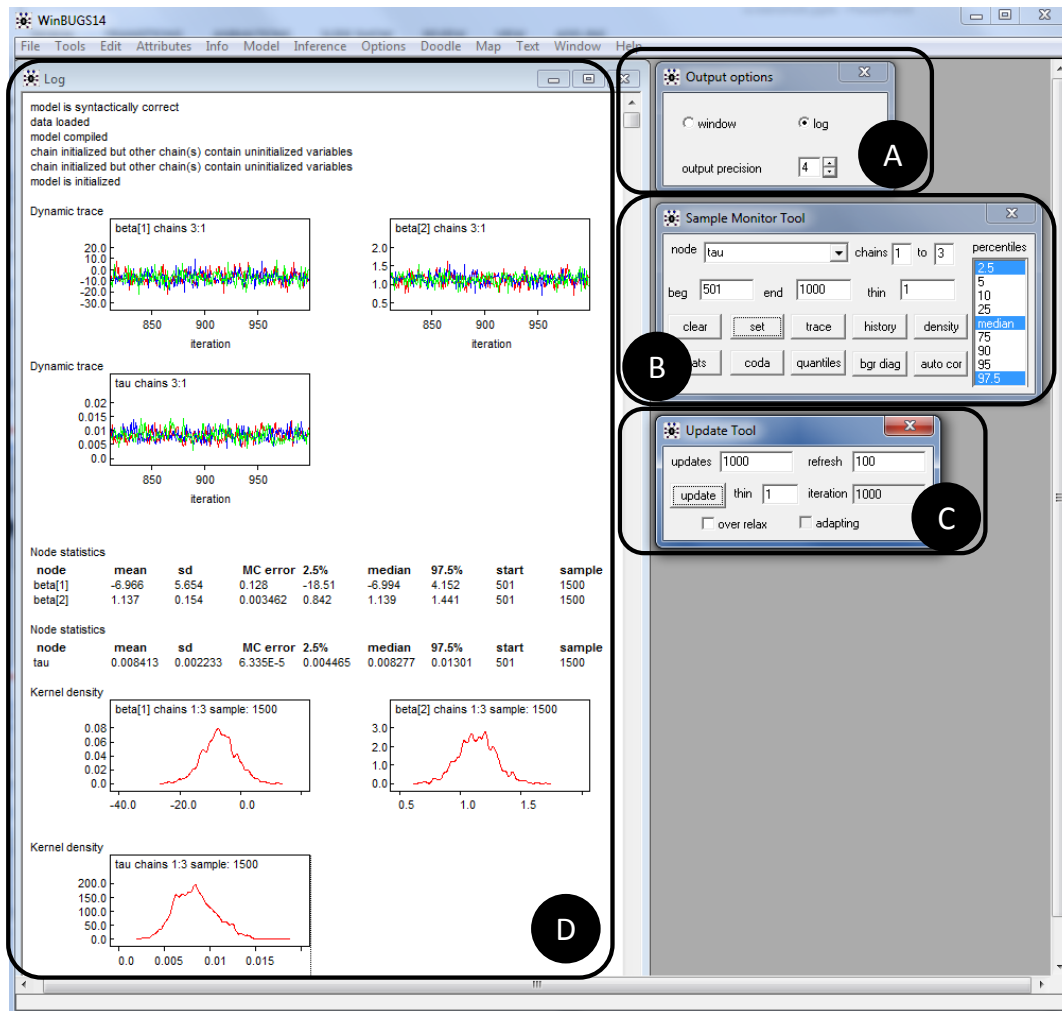 WinBUGS14
File Tools Edit Attributes Info Model Inference Options Doodle Map Text Window Help
Log
model is syntactically correct
data loaded
model compiled
chain initialized but other chain(s) contain uninitialized variables
chain initialized but other chain(s) contain uninitialized variables
model is initialized
Dynamic trace
beta[1] chains 3:1
20.0
10.0
0.0
-10.0
-20.0
-30.0
850 900 950
iteration
beta[2] chains 3:1
2.0
1.5
1.0
0.5
850 900 950
iteration
Dynamic trace
tau chains 3:1
0.02
0.015
0.01
0.005
0.0
850 900 950
iteration
Node statistics
node mean sd MC error 2.5% median 97.5% start sample
beta[1] -6.966 5.654 0.128 -18.51 -6.994 4.152 501 1500
beta[2] 1.137 0.154 0.003462 0.842 1.139 1.441 501 1500
Node statistics
node mean sd MC error 2.5% median 97.5% start sample
tau 0.008413 0.002233 6.335E-5 0.004465 0.008277 0.01301 501 1500
Kernel density
beta[1] chains 1:3 sample: 1500
0.08
0.06
0.04
0.02
0.0
-40.0 -20.0 0.0
beta[2] chains 1:3 sample: 1500
3.0
2.0
1.0
0.0
0.5 1.0 1.5
Kernel density
tau chains 1:3 sample: 1500
200.0
150.0
100.0
50.0
0.0
0.0 0.005 0.01 0.015
D
Output options
window log
output precision 4
A
Sample Monitor Tool
node tau chains 1 to 3 percentiles
2.5
5
10
25
median
75
90
95
97.5
beg 501 end 1000 thin 1
clear set trace history density
coda quantiles bgr diag auto cor
B
Update Tool
updates 1000 refresh 100
update thin 1 iteration 1000
over relax adapting
C